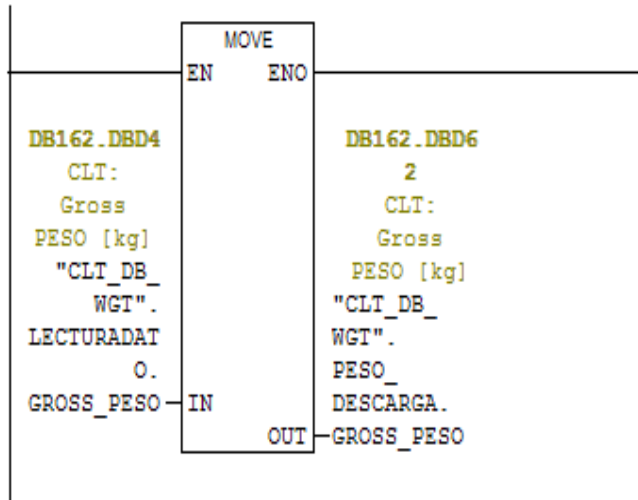 MOVE
EN ENO
DB162.DBD4
CLT:
Gross
PESO [kg]
"CLT_DB_
WGT".
LECTURADAT
O.
GROSS_PESO
IN
DB162.DBD6
2
CLT:
Gross
PESO [kg]
"CLT_DB_
WGT".
PESO_
DESCARGA.
OUT
GROSS_PESO